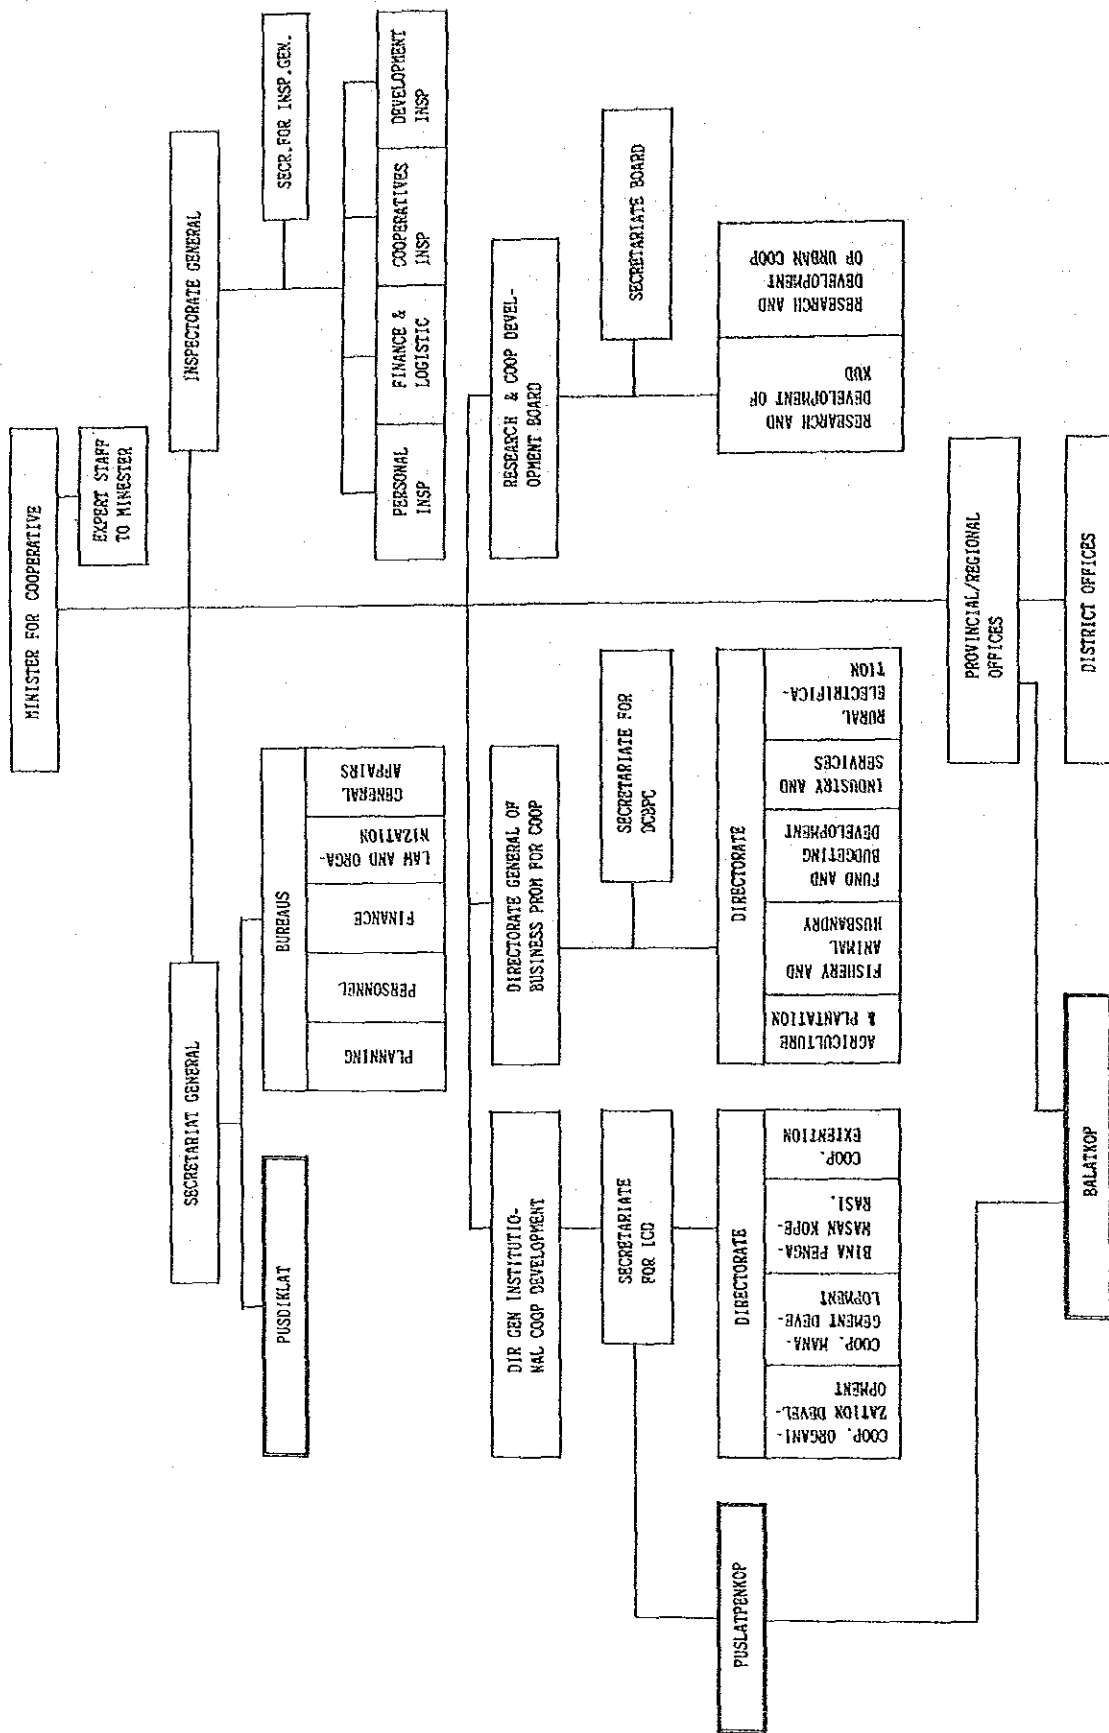 MINISTER FOR COOPERATIVE
EXPERT STAFF
TO MINESTER
SECRETARIAT GENERAL
INSPECTORATE GENERAL
PUSDIKLAT
BUREAUS
PLANNING
PERSONNEL
FINANCE
LAW AND ORGA-
NIZATION
GENERAL
AFFAIRS
SECR.FOR INSP.GEN.
PERSONAL
INSP
FINANCE &
LOGISTIC
COOPERATIVES
INSP
DEVELOPMENT
INSP
DIR GEN INSTITUTIO-
NAL COOP DEVELOPMENT
DIRECTORATE GENERAL OF
BUSINESS PROM FOR COOP
RESEARCH & COOP DEVEL-
OPMENT BOARD
SECRETARIATE
FOR ICD
SECRETARIATE FOR
DCBPC
SECRETARIATE BOARD
PUSLATPENKOP
DIRECTORATE
COOP. ORGANI-
ZATION DEVEL-
OPMENT
COOP. MANA-
GEMENT DEVE-
LOPMENT
BINA PENGA-
WASAN KOPE-
RASI.
COOP.
EXTENTION
DIRECTORATE
AGRICULTURE
& PLANTATION
FISHERY AND
ANIMAL
HUSBANDRY
FUND AND
BUDGETING
DEVELOPMENT
INDUSTRY AND
SERVICES
RURAL
ELECTRIFICA-
TION
RESEARCH AND
DEVELOPMENT OF
KUD
RESEARCH AND
DEVELOPMENT
OF URBAN COOP
PROVINCIAL/REGIONAL
OFFICES
BALATKOP
DISTRICT OFFICES